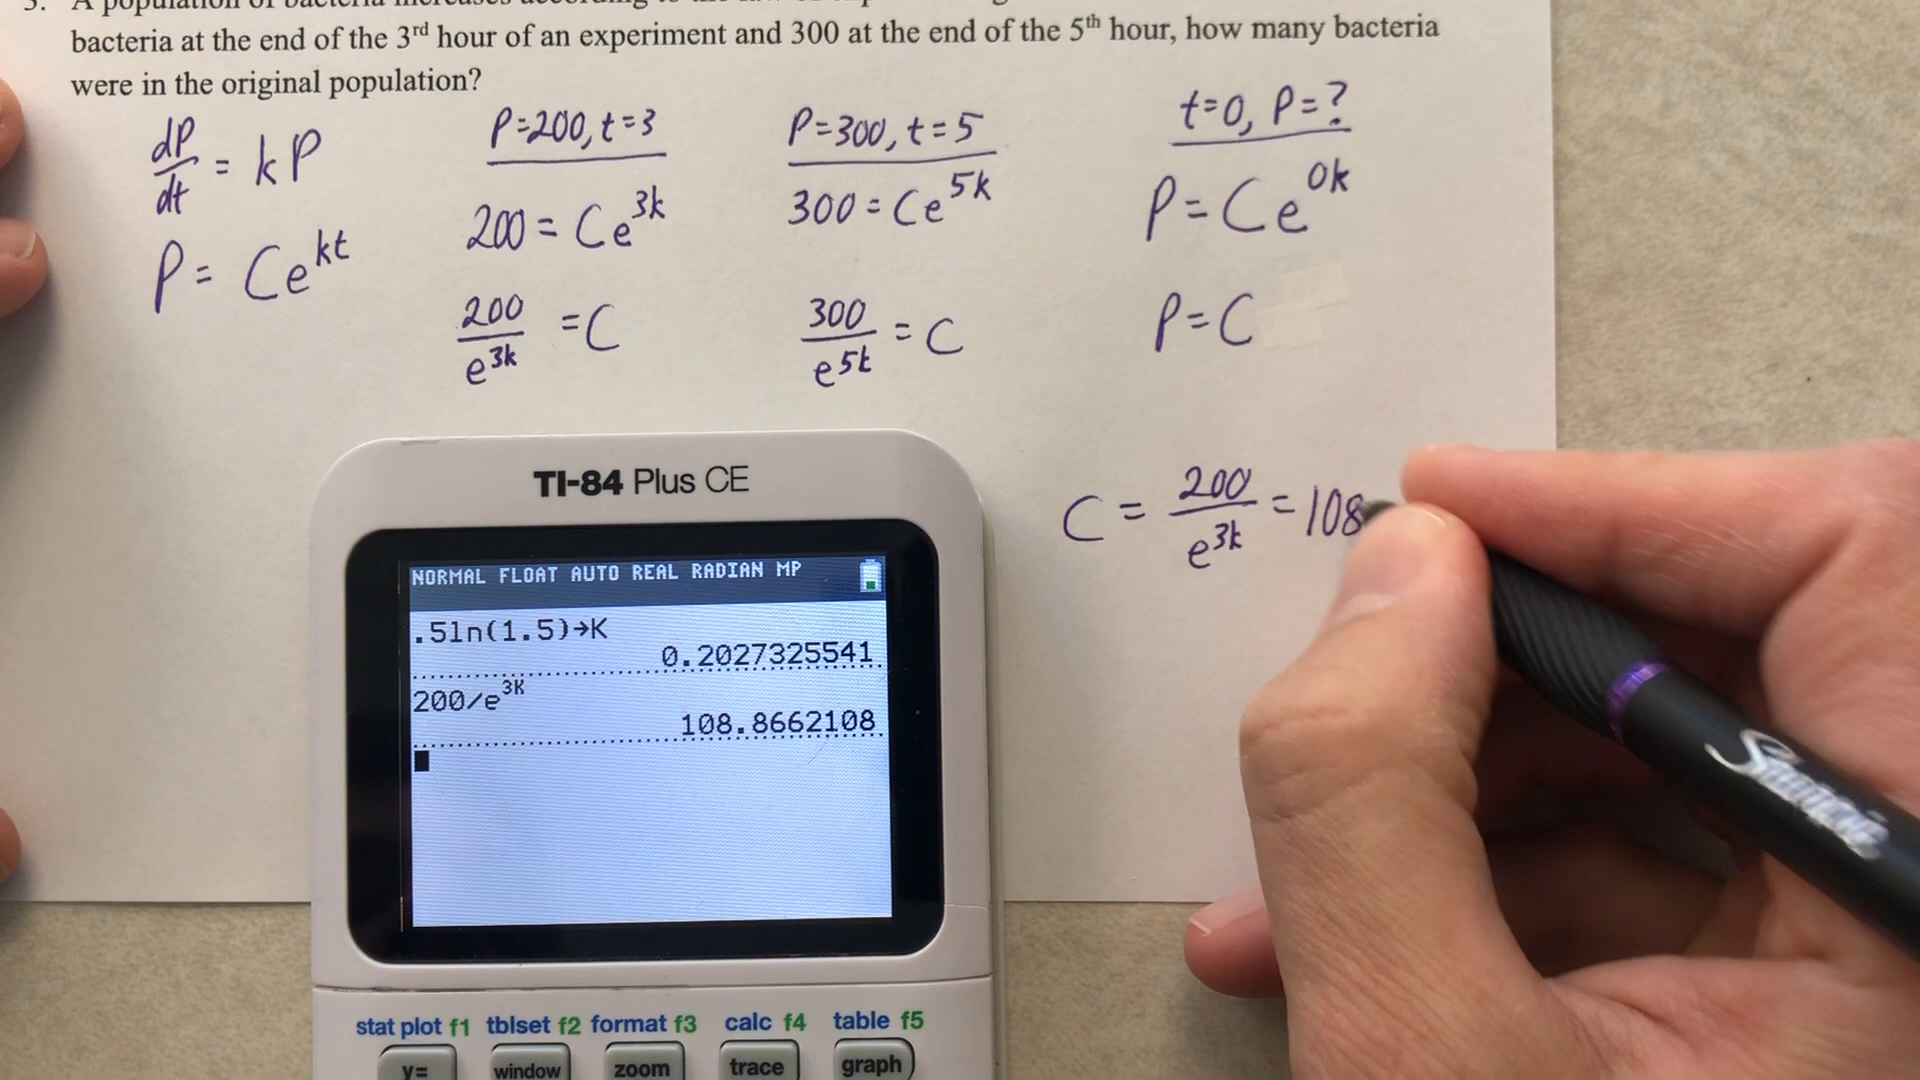 bacteria at the end of the 3rd hour of an experiment and 300 at the end of the 5th hour, how many bacteria
were in the original population?
dP/dt = kP
P = Ce^kt
P=200, t=3
200 = Ce^3k
200/e^3k = C
P=300, t=5
300 = Ce^5k
300/e^5k = C
t=0, P=?
P = Ce^0k
P = C
C = 200/e^3k = 108
TI-84 Plus CE
NORMAL FLOAT AUTO REAL RADIAN MP
.5ln(1.5)→K
0.2027325541
200/e^3K
108.8662108
stat plot f1 tblset f2 format f3 calc f4 table f5
y= window zoom trace graph